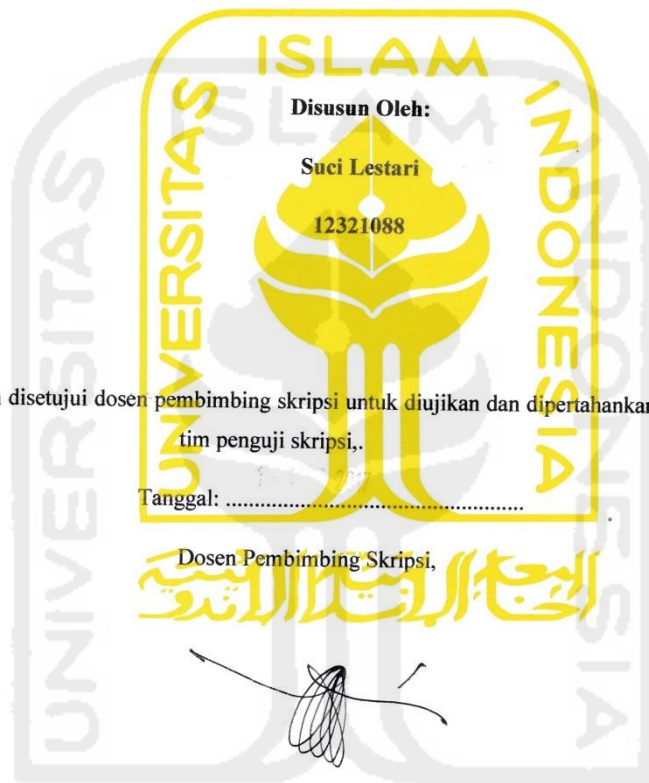 ISLAM
UNIVERSITAS
INDONESIA
Disusun Oleh:
Suci Lestari
12321088
disetujui dosen pembimbing skripsi untuk diujikan dan dipertahankan
tim penguji skripsi,.
Tanggal: ....................................................
Dosen Pembimbing Skripsi,